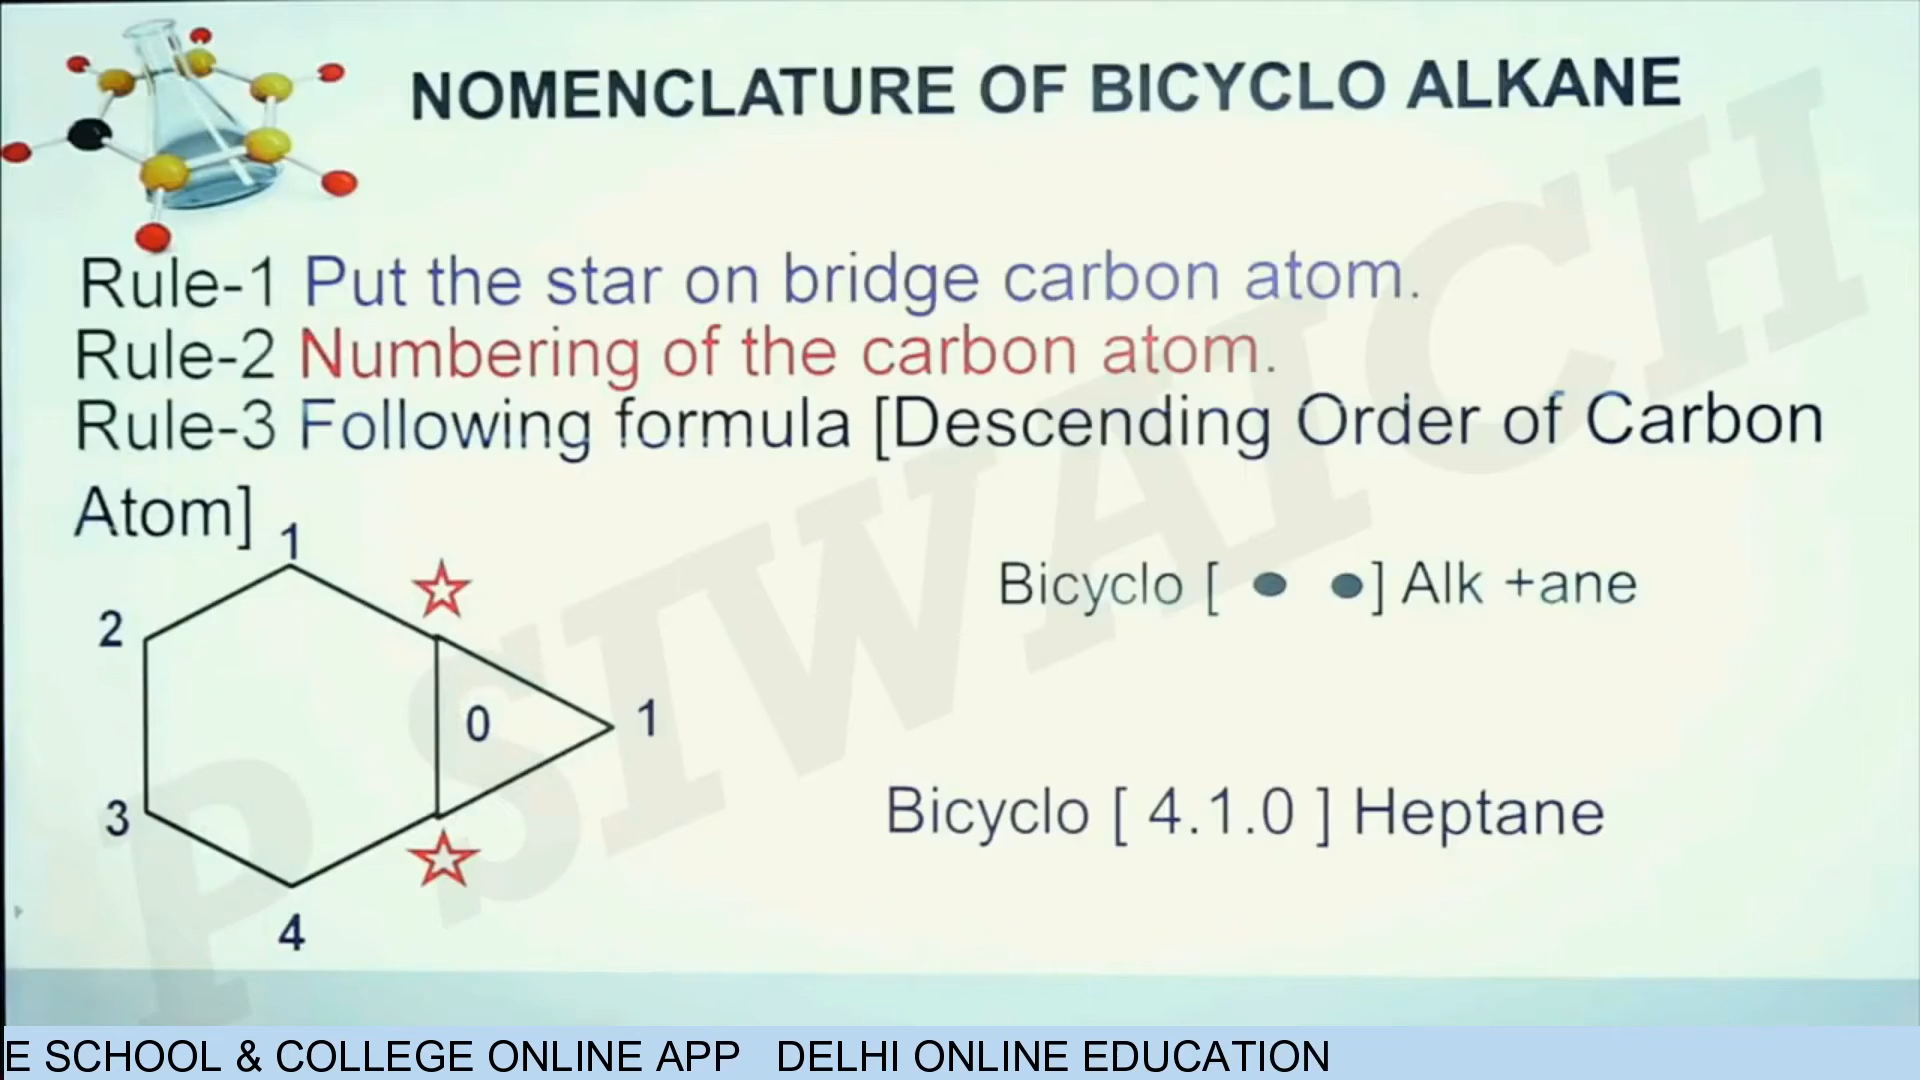 NOMENCLATURE OF BICYCLO ALKANE
Rule-1 Put the star on bridge carbon atom.
Rule-2 Numbering of the carbon atom.
Rule-3 Following formula [Descending Order of Carbon
Atom]
1
2
3
4
0
1
Bicyclo [ ● ● ] Alk +ane
Bicyclo [ 4.1.0 ] Heptane
P SIWAICH
E SCHOOL & COLLEGE ONLINE APP DELHI ONLINE EDUCATION